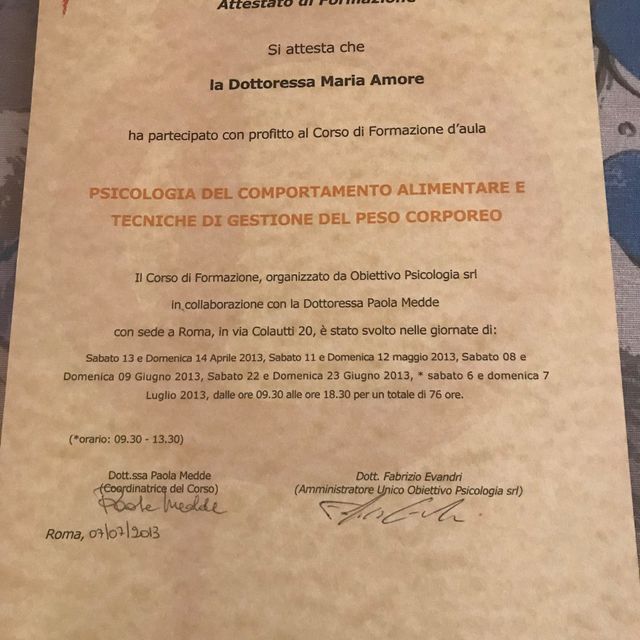 Attestato di Formazione
Si attesta che
la Dottoressa Maria Amore
ha partecipato con profitto al Corso di Formazione d'aula
PSICOLOGIA DEL COMPORTAMENTO ALIMENTARE E
TECNICHE DI GESTIONE DEL PESO CORPOREO
Il Corso di Formazione, organizzato da Obiettivo Psicologia srl
in collaborazione con la Dottoressa Paola Medde
con sede a Roma, in via Colautti 20, è stato svolto nelle giornate di:
Sabato 13 e Domenica 14 Aprile 2013, Sabato 11 e Domenica 12 maggio 2013, Sabato 08 e
Domenica 09 Giugno 2013, Sabato 22 e Domenica 23 Giugno 2013, * sabato 6 e domenica 7
Luglio 2013, dalle ore 09.30 alle ore 18.30 per un totale di 76 ore.
(*orario: 09.30 - 13.30)
Dott.ssa Paola Medde
(Coordinatrice del Corso)
Paola Medde
Dott. Fabrizio Evandri
(Amministratore Unico Obiettivo Psicologia srl)
Roma, 07/07/2013